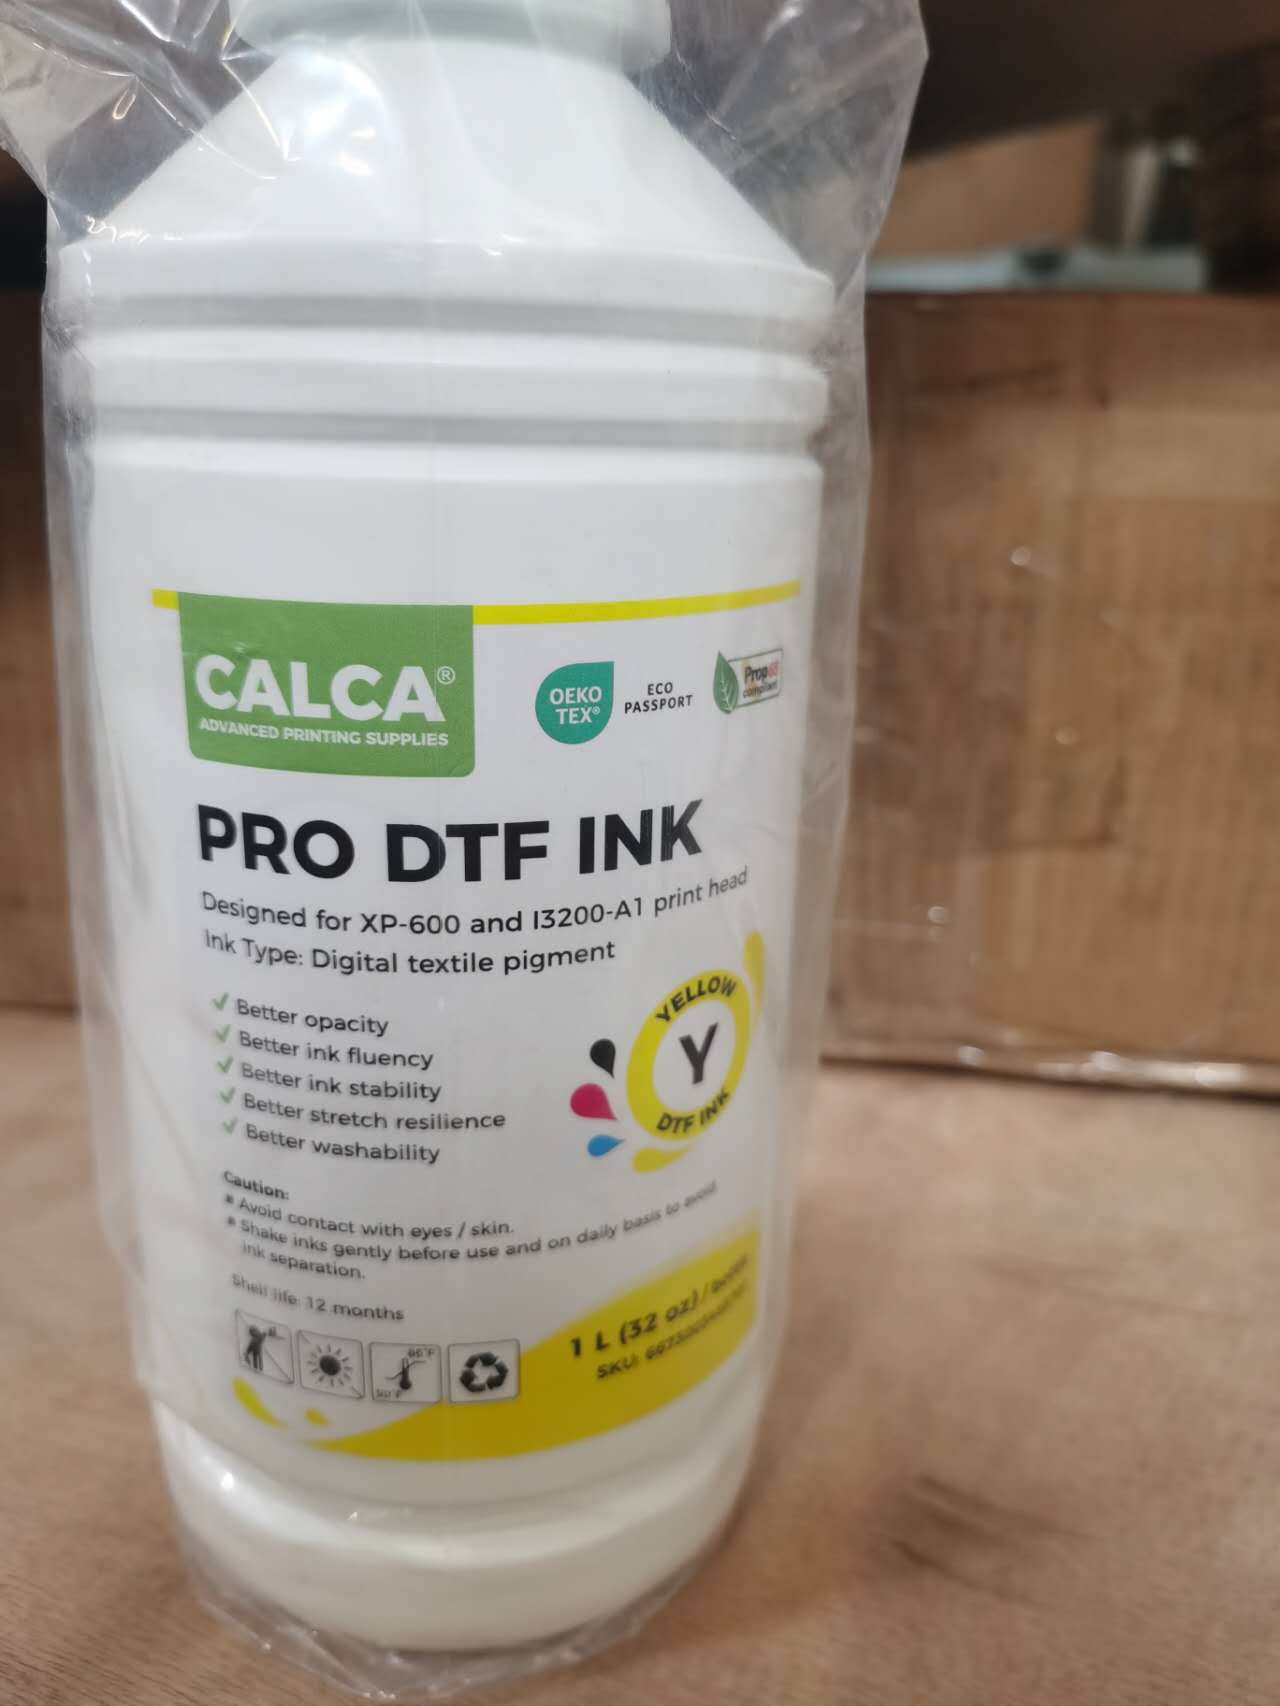 CALCA®
ADVANCED PRINTING SUPPLIES
OEKO
TEX®
ECO
PASSPORT
Prop65
compliant
PRO DTF INK
Designed for XP-600 and I3200-A1 print head
Ink Type: Digital textile pigment
Better opacity
Better ink fluency
Better ink stability
Better stretch resilience
Better washability
YELLOW
Y
DTF INK
Caution:
Avoid contact with eyes / skin.
Shake inks gently before use and on daily basis to avoid
ink separation.
Shelf life: 12 months
1 L (32 oz) / bottle
SKU: